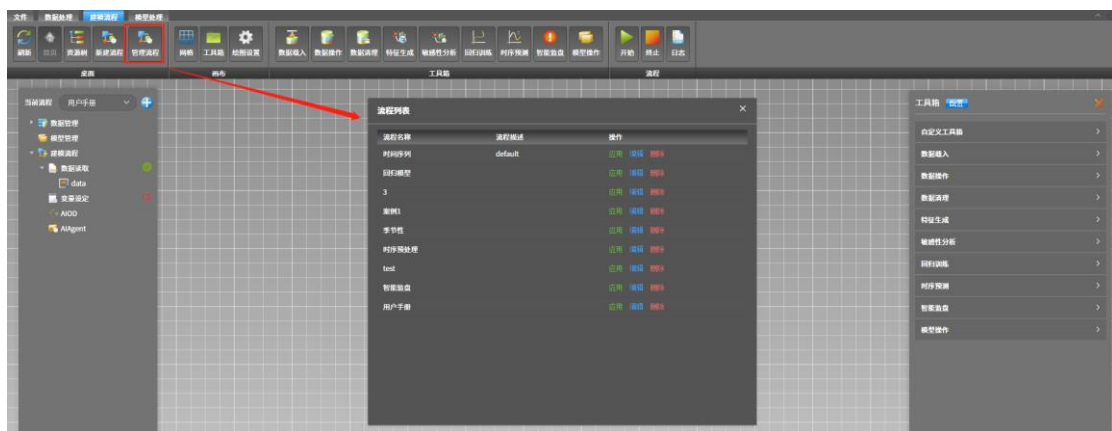 文件 数据处理 建模流程 模型处理
刷新 首页 资源树 新建流程 管理流程 网格 工具箱 绘图设置 数据载入 数据操作 数据清理 特征生成 敏感性分析 回归训练 时序预测 智能监盘 模型操作 开始 终止 日志
桌面 画布 工具箱 流程
当前流程 用户手册
数据管理
模型管理
建模流程
数据读取
data
变量设定
AIOD
AIAgent
流程列表
流程名称 流程描述 操作
时间序列 default 应用 编辑 删除
回归模型 应用 编辑 删除
3 应用 编辑 删除
案例1 应用 编辑 删除
季节性 应用 编辑 删除
时序预处理 应用 编辑 删除
test 应用 编辑 删除
智能监盘 应用 编辑 删除
用户手册 应用 编辑 删除
工具箱 设置
自定义工具箱
数据载入
数据操作
数据清理
特征生成
敏感性分析
回归训练
时序预测
智能监盘
模型操作